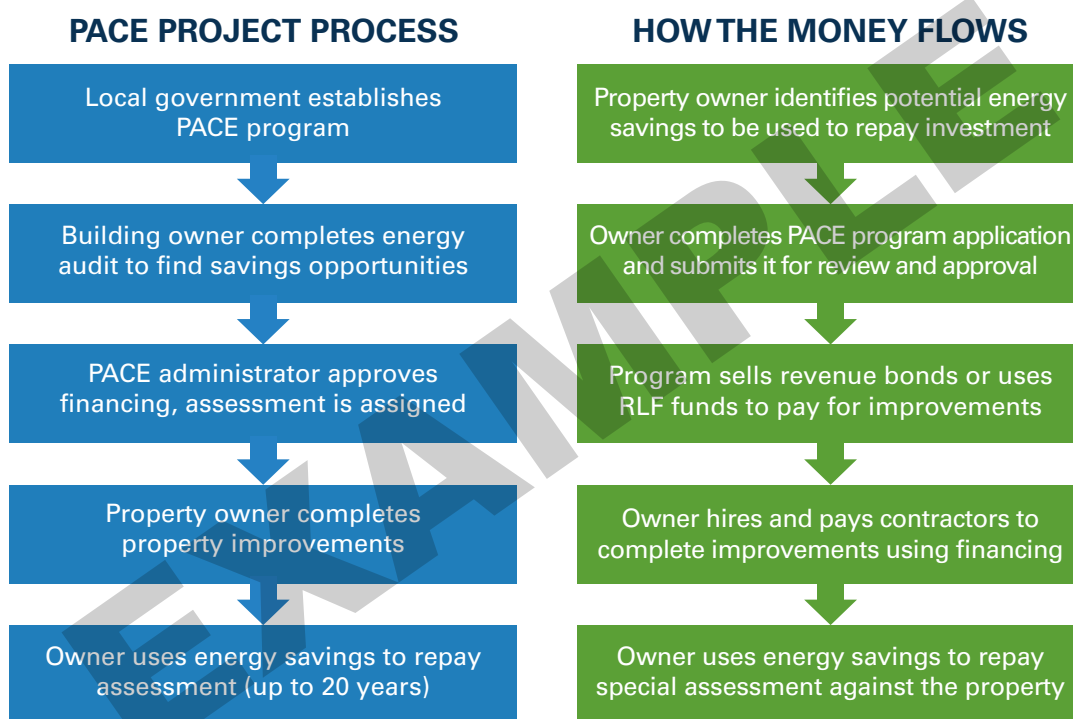 PACE PROJECT PROCESS
Local government establishes
PACE program
Building owner completes energy
audit to find savings opportunities
PACE administrator approves
financing, assessment is assigned
Property owner completes
property improvements
Owner uses energy savings to repay
assessment (up to 20 years)
HOW THE MONEY FLOWS
Property owner identifies potential energy
savings to be used to repay investment
Owner completes PACE program application
and submits it for review and approval
Program sells revenue bonds or uses
RLF funds to pay for improvements
Owner hires and pays contractors to
complete improvements using financing
Owner uses energy savings to repay
special assessment against the property
EXAMPLE